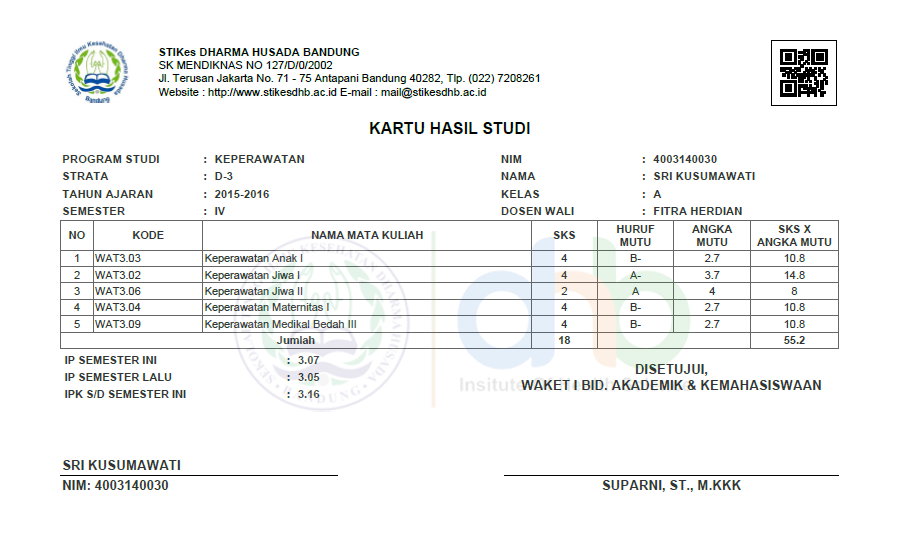 STIKes DHARMA HUSADA BANDUNG
SK MENDIKNAS NO 127/D/0/2002
Jl. Terusan Jakarta No. 71 - 75 Antapani Bandung 40282, Tlp. (022) 7208261
Website : http://www.stikesdhb.ac.id E-mail : mail@stikesdhb.ac.id
Sekolah Tinggi Ilmu Kesehatan Dharma Husada
Bandung
KARTU HASIL STUDI
PROGRAM STUDI : KEPERAWATAN NIM : 4003140030
STRATA : D-3 NAMA : SRI KUSUMAWATI
TAHUN AJARAN : 2015-2016 KELAS : A
SEMESTER : IV DOSEN WALI : FITRA HERDIAN
NO KODE NAMA MATA KULIAH SKS HURUF MUTU ANGKA MUTU SKS X ANGKA MUTU
1 WAT3.03 Keperawatan Anak I 4 B- 2.7 10.8
2 WAT3.02 Keperawatan Jiwa I 4 A- 3.7 14.8
3 WAT3.06 Keperawatan Jiwa II 2 A 4 8
4 WAT3.04 Keperawatan Maternitas I 4 B- 2.7 10.8
5 WAT3.09 Keperawatan Medikal Bedah III 4 B- 2.7 10.8
Jumlah 18 55.2
IP SEMESTER INI : 3.07
IP SEMESTER LALU : 3.05
IPK S/D SEMESTER INI : 3.16
dhb
DISETUJUI,
WAKET I BID. AKADEMIK & KEMAHASISWAAN
SRI KUSUMAWATI
NIM: 4003140030
SUPARNI, ST., M.KKK